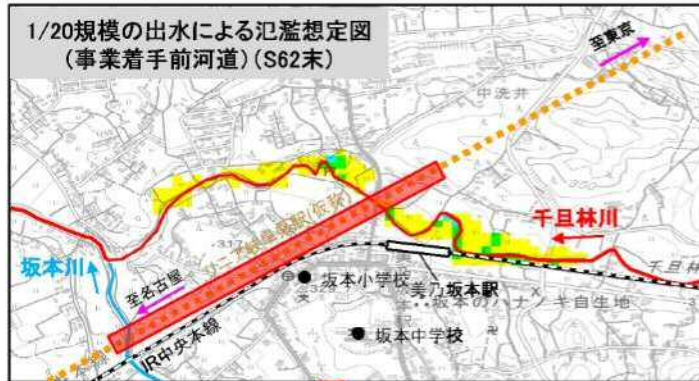 1/20規模の出水による氾濫想定図
(事業着手前河道)(S62末)
至東京
中洗井
リニア岐阜県駅(仮称)
千旦林川
坂本川
至名古屋
千旦林
坂本小学校
美乃坂本駅
坂本のハナノキ自生地
JR中央本線
坂本中学校